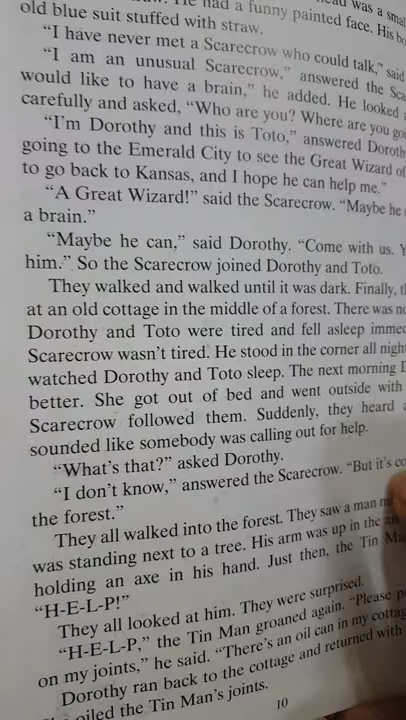 He had a funny painted face. His
old blue suit stuffed with straw.
“I have never met a Scarecrow who could talk,” said
“I am an unusual Scarecrow,” answered the
would like to have a brain,” he added. He looked
carefully and asked, “Who are you? Where are you
“I’m Dorothy and this is Toto,” answered
going to the Emerald City to see the Great Wizard of
to go back to Kansas, and I hope he can help me.”
“A Great Wizard!” said the Scarecrow. “Maybe he
a brain.”
“Maybe he can,” said Dorothy. “Come with us.
him.” So the Scarecrow joined Dorothy and Toto.
They walked and walked until it was dark. Finally,
at an old cottage in the middle of a forest. There was
Dorothy and Toto were tired and fell asleep
Scarecrow wasn’t tired. He stood in the corner all night
watched Dorothy and Toto sleep. The next morning
better. She got out of bed and went outside with
Scarecrow followed them. Suddenly, they heard
sounded like somebody was calling out for help.
“What’s that?” asked Dorothy.
“I don’t know,” answered the Scarecrow. “But it’s
the forest.”
They all walked into the forest. They saw a man
was standing next to a tree. His arm was up in the
holding an axe in his hand. Just then, the Tin
“H-E-L-P!”
They all looked at him. They were surprised.
“H-E-L-P,” the Tin Man groaned again. “Please
on my joints,” he said. “There’s an oil can in my
Dorothy ran back to the cottage and returned with
oiled the Tin Man’s joints.
10